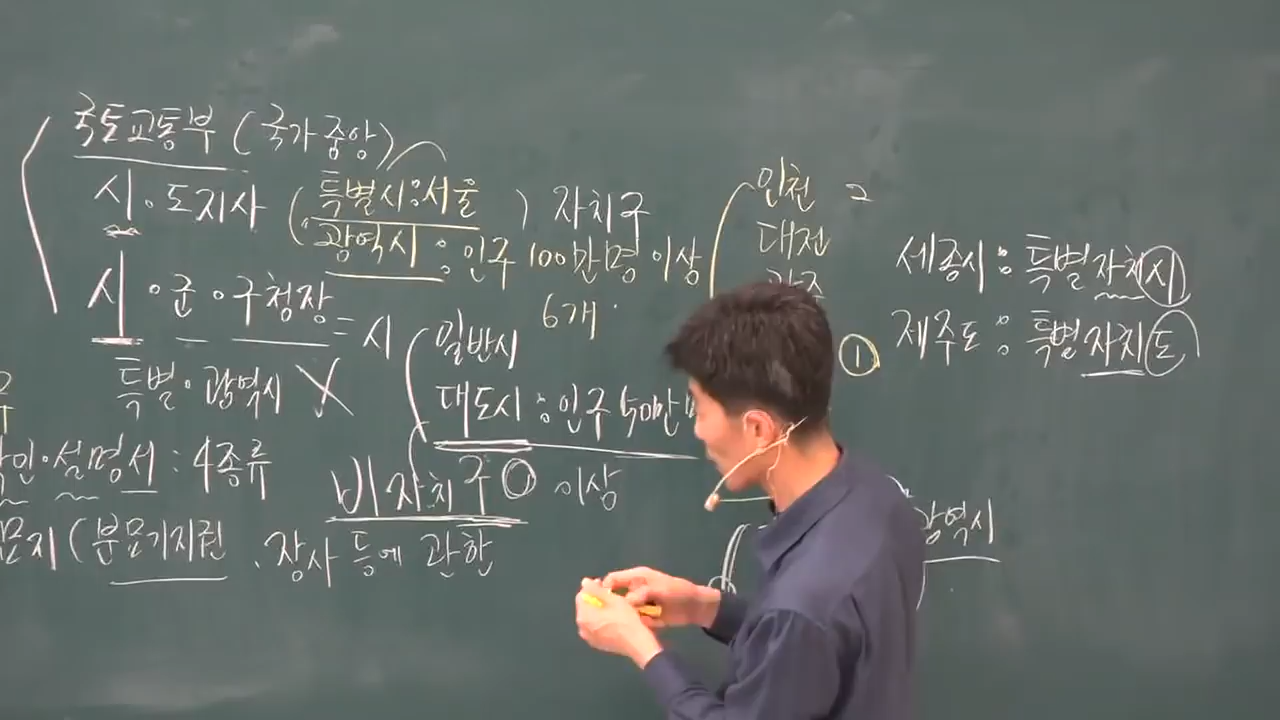 국토교통부 (국가중앙)
시·도지사 (특별시:서울) 자치구
광역시:인구 100만명 이상
6개
시·군·구청장 = 시
일반시
특별·광역시 X
대도시:인구 50만
인·설명서:4종류
비자치구 이상
묘지(분묘기지권 .장사 등에 관한
인천 2
대전
①
세종시:특별자치시
제주도:특별자치도
광역시